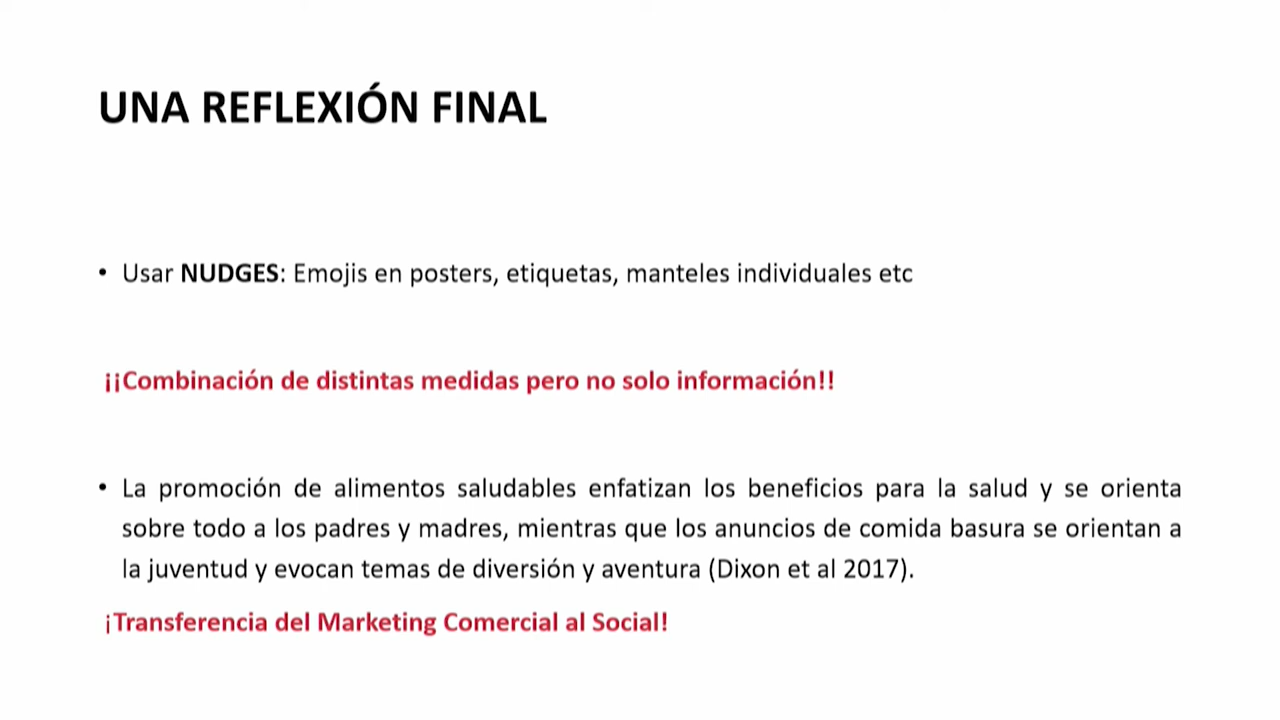 UNA REFLEXIÓN FINAL
• Usar NUDGES: Emojis en posters, etiquetas, manteles individuales etc
¡¡Combinación de distintas medidas pero no solo información!!
• La promoción de alimentos saludables enfatizan los beneficios para la salud y se orienta
sobre todo a los padres y madres, mientras que los anuncios de comida basura se orientan a
la juventud y evocan temas de diversión y aventura (Dixon et al 2017).
¡Transferencia del Marketing Comercial al Social!